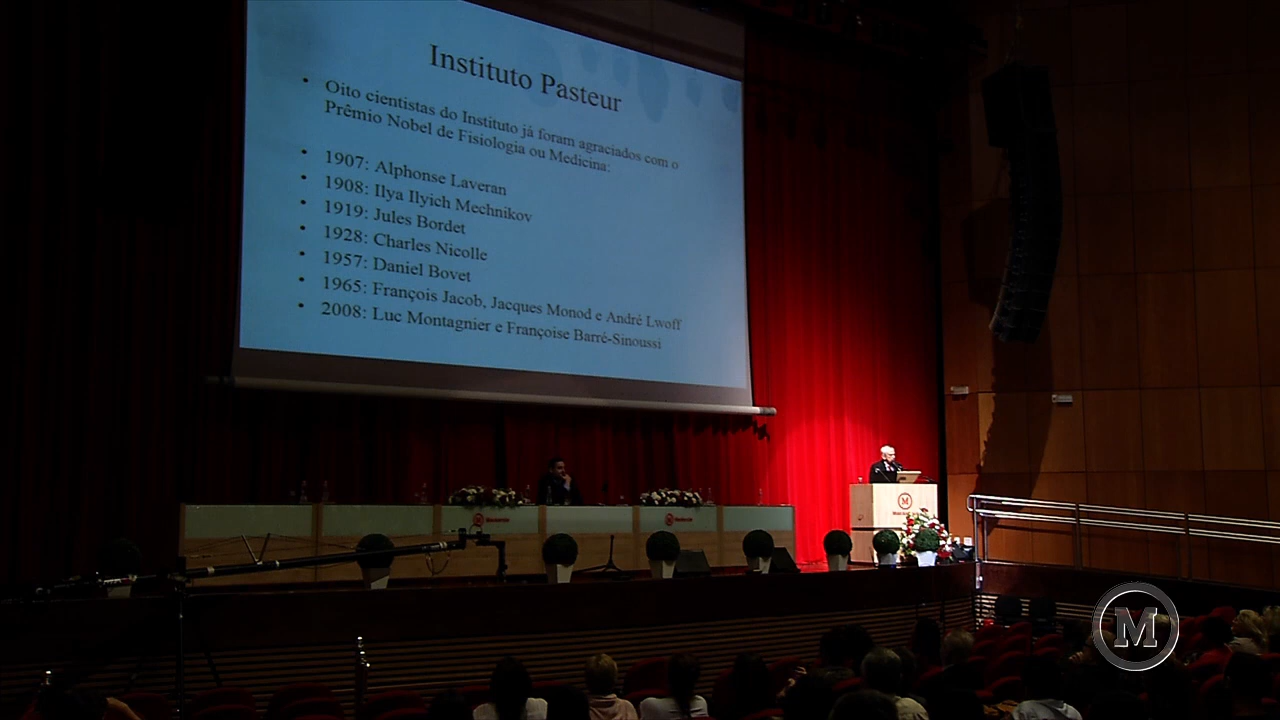 Instituto Pasteur
• Oito cientistas do Instituto já foram agraciados com o
Prêmio Nobel de Fisiologia ou Medicina:
• 1907: Alphonse Laveran
• 1908: Ilya Ilyich Mechnikov
• 1919: Jules Bordet
• 1928: Charles Nicolle
• 1957: Daniel Bovet
• 1965: François Jacob, Jacques Monod e André Lwoff
• 2008: Luc Montagnier e Françoise Barré-Sinoussi
M
M
M
M